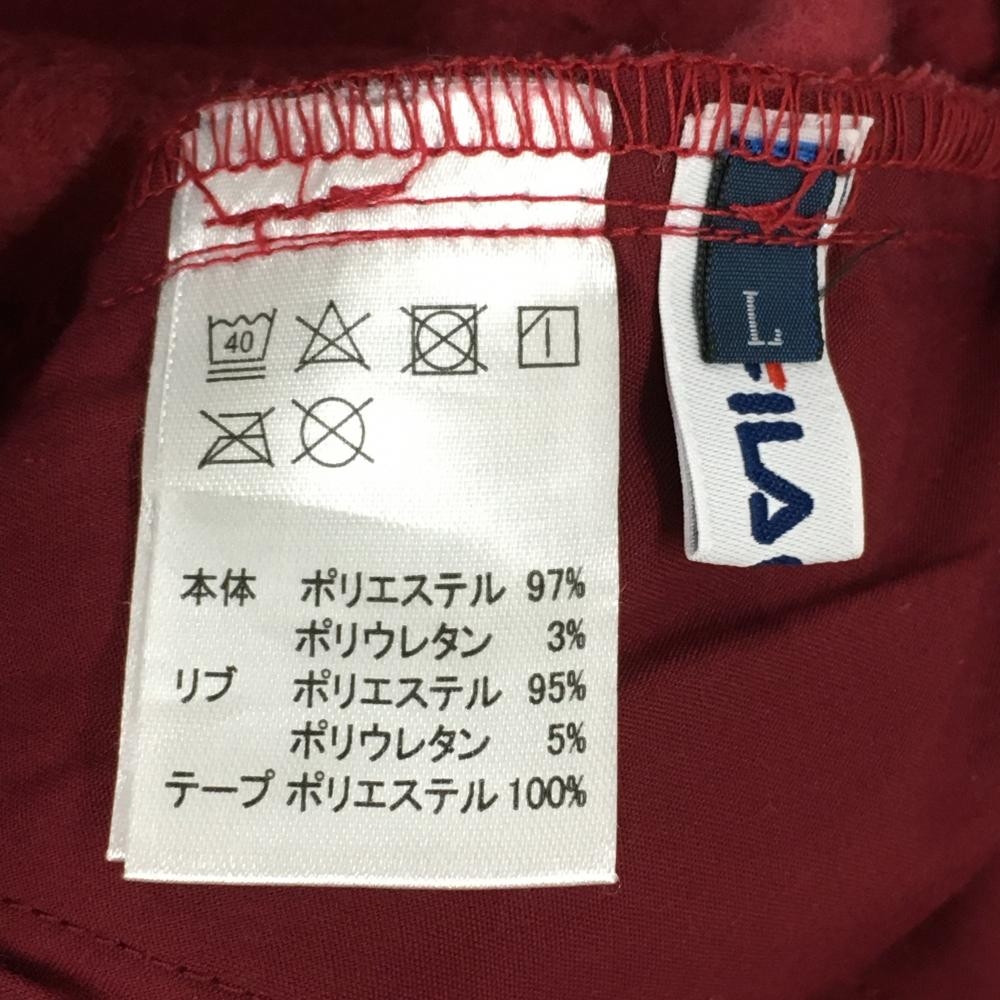 40
本体 ポリエステル 97%
ポリウレタン 3%
リブ ポリエステル 95%
ポリウレタン 5%
テープ ポリエステル 100%
L
FILA